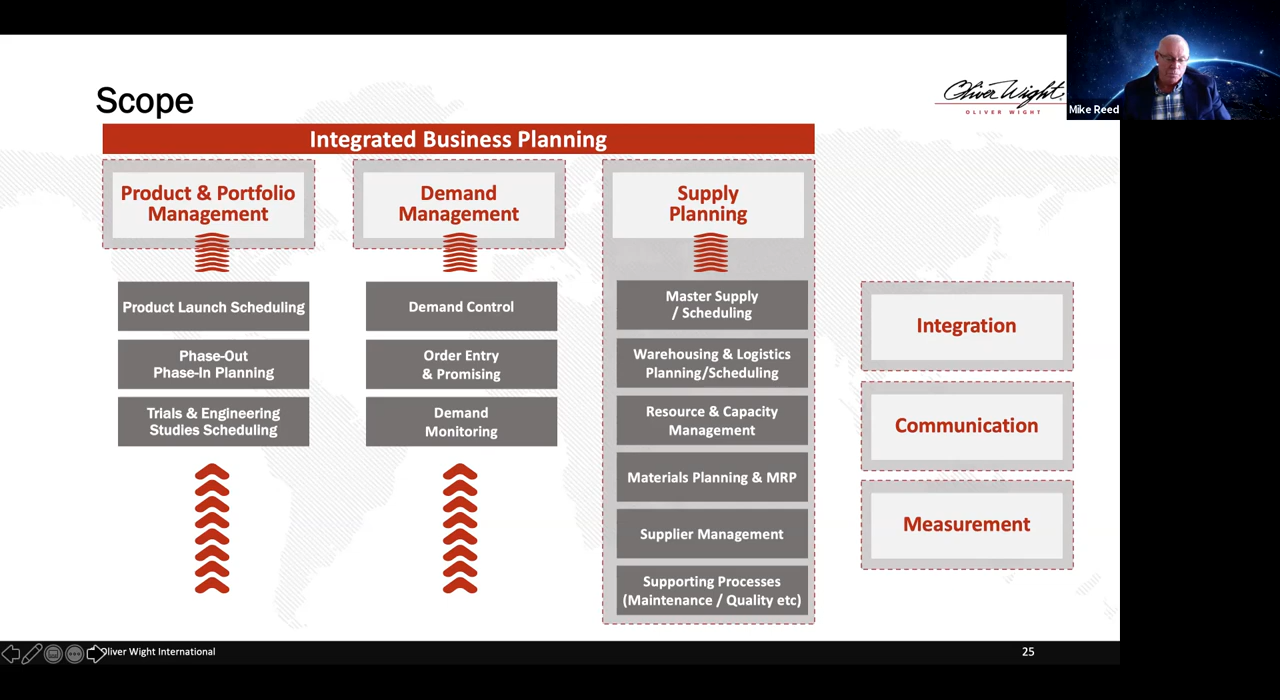 Scope
Oliver Wight
OLIVER WIGHT
Mike Reed
Integrated Business Planning
Product & Portfolio
Management
Product Launch Scheduling
Phase-Out
Phase-In Planning
Trials & Engineering
Studies Scheduling
Demand
Management
Demand Control
Order Entry
& Promising
Demand
Monitoring
Supply
Planning
Master Supply
/ Scheduling
Warehousing & Logistics
Planning/Scheduling
Resource & Capacity
Management
Materials Planning & MRP
Supplier Management
Supporting Processes
(Maintenance / Quality etc)
Integration
Communication
Measurement
Oliver Wight International
25